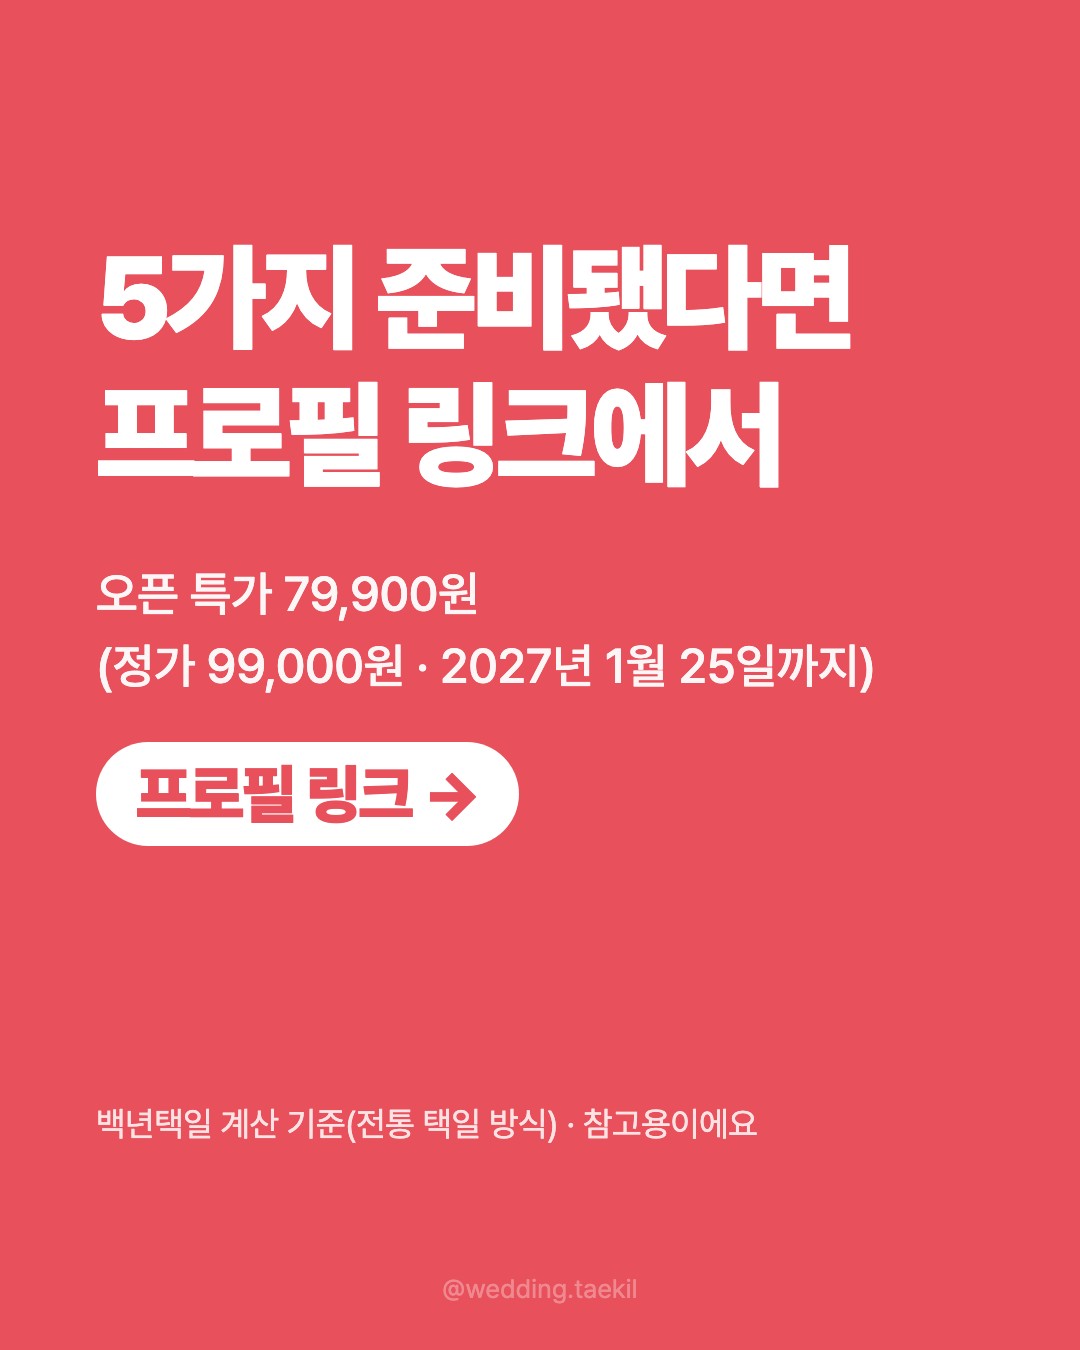 5가지 준비됐다면
프로필 링크에서
오픈 특가 79,900원
(정가 99,000원 · 2027년 1월 25일까지)
프로필 링크 →
백년택일 계산 기준(전통 택일 방식) · 참고용이에요
@wedding.taekil